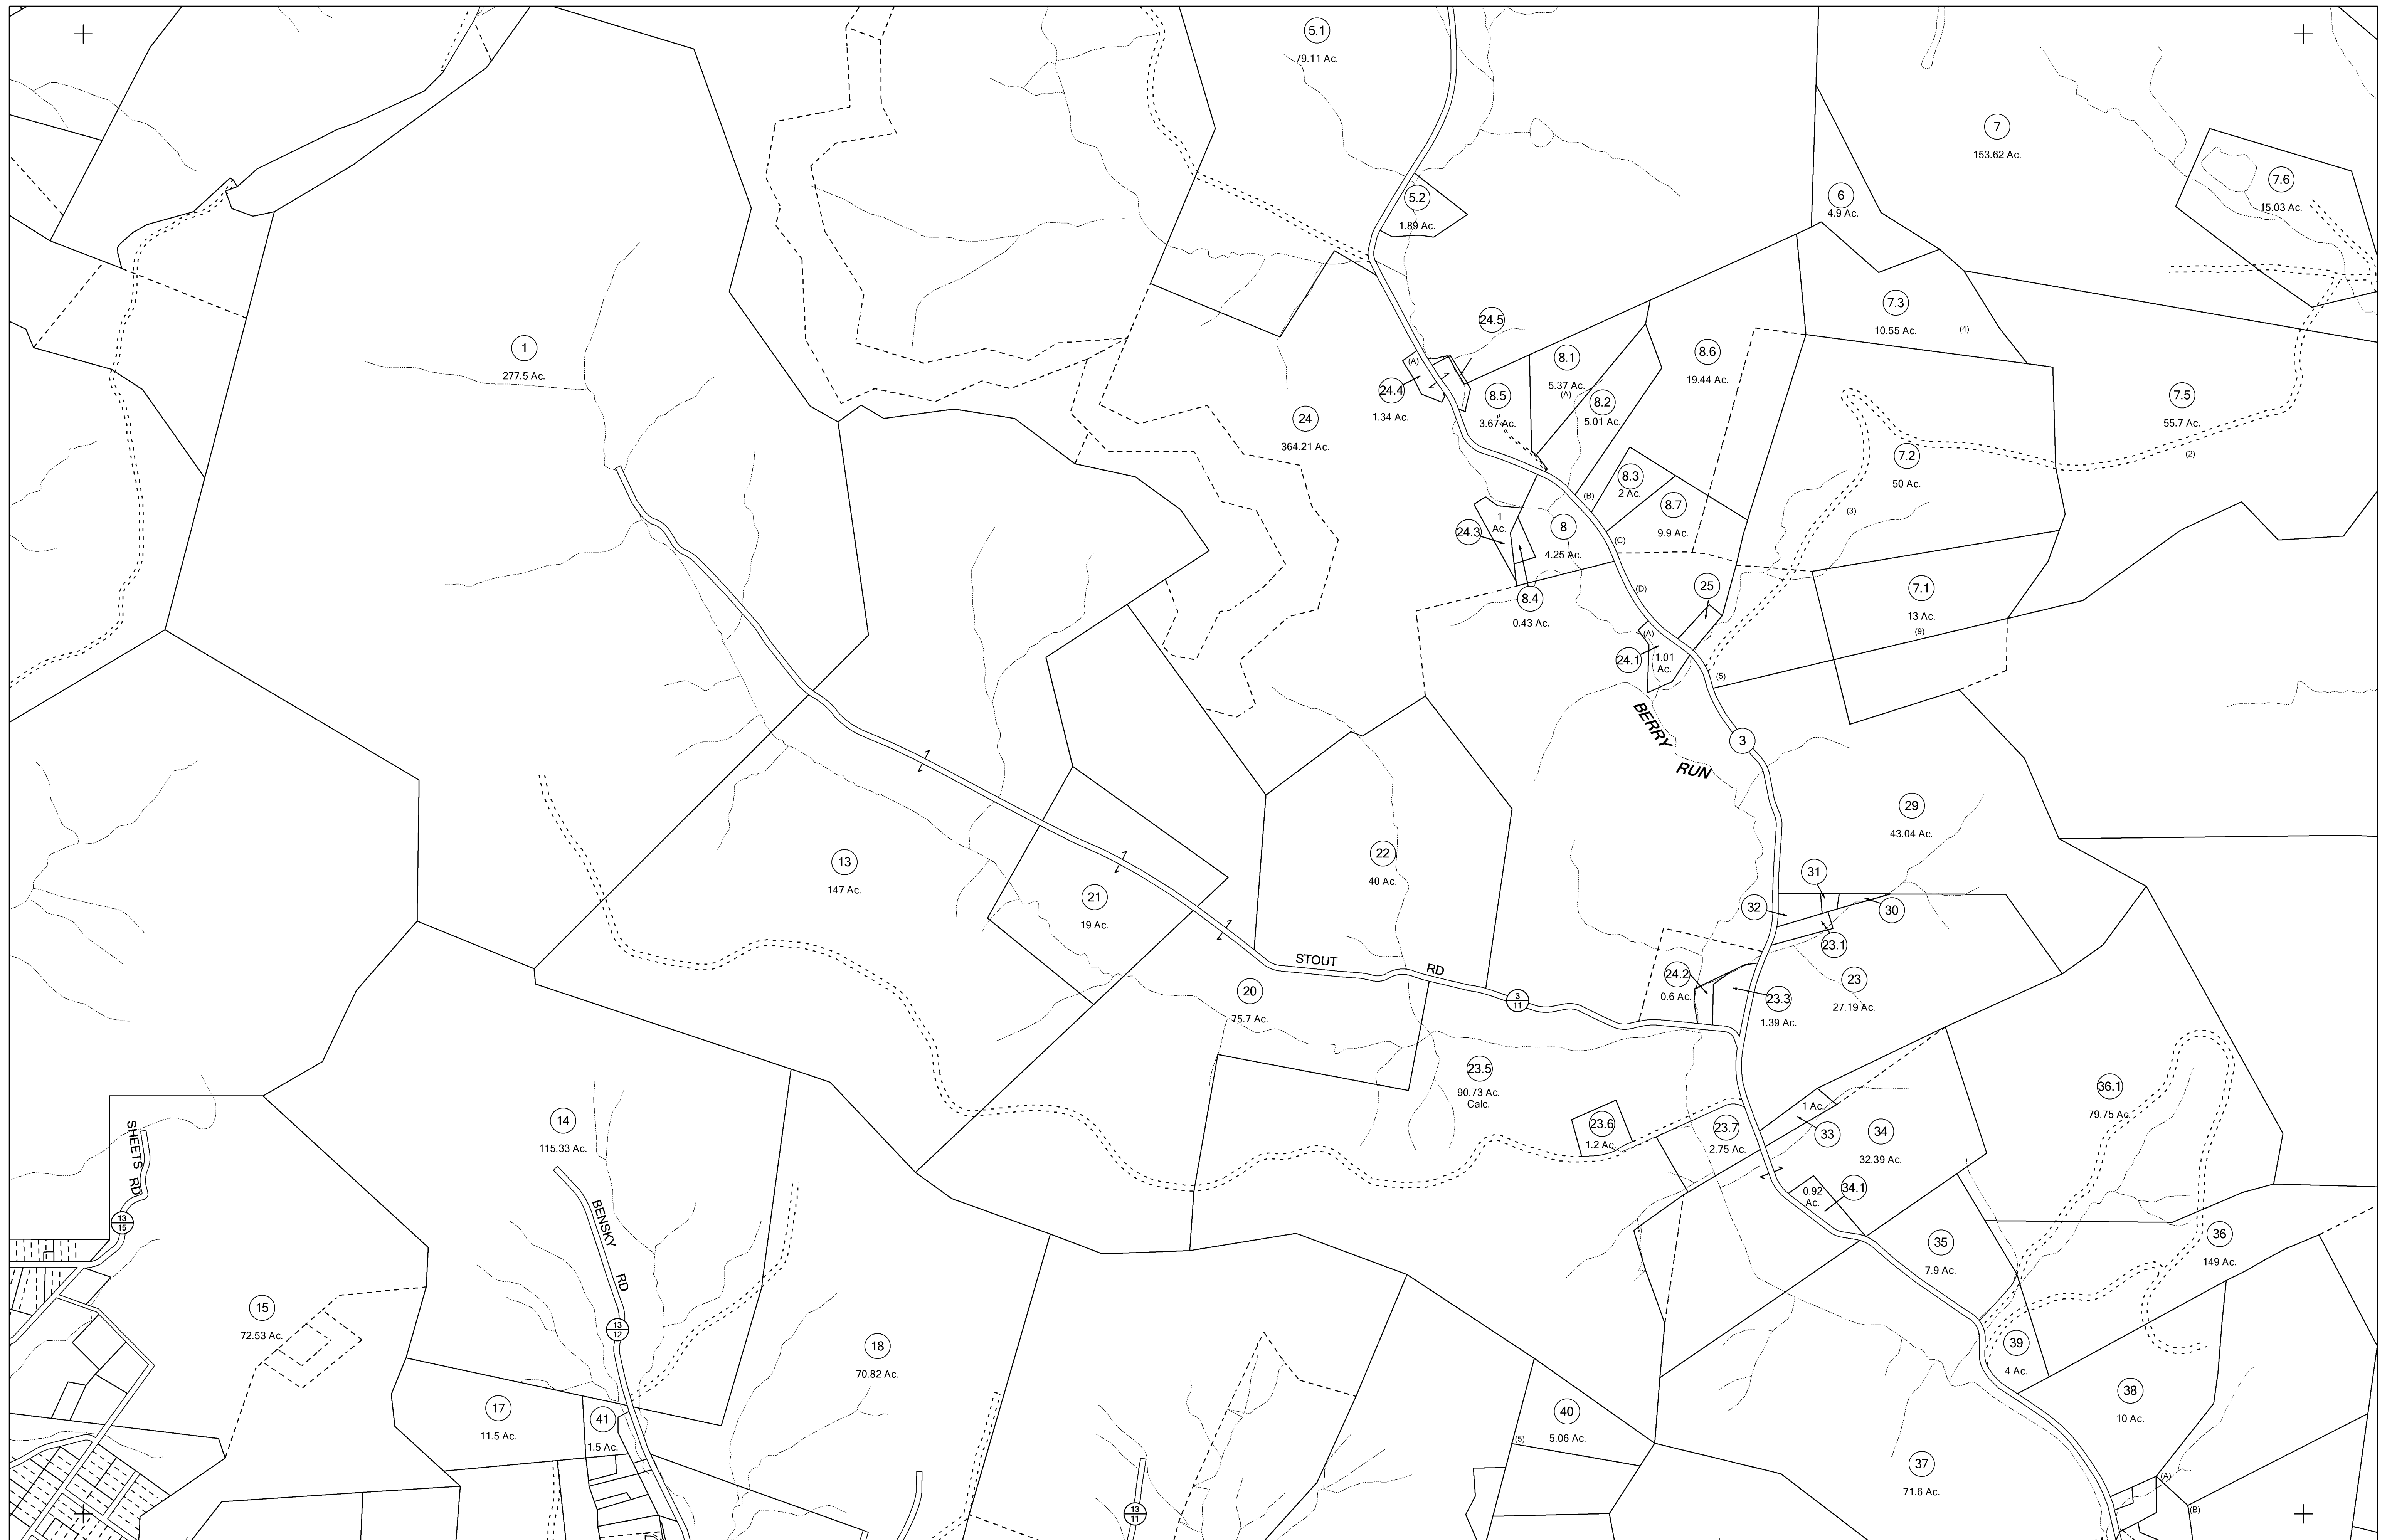 5.1
79.11 Ac.
7
153.62 Ac.
7.6
15.03 Ac.
5.2
1.89 Ac.
6
4.9 Ac.
7.3
10.55 Ac.
(4)
24.5
1
277.5 Ac.
(A)
24.4
1.34 Ac.
8.1
5.37 Ac.
(A)
8.6
19.44 Ac.
8.5
3.67 Ac.
8.2
5.01 Ac.
7.5
55.7 Ac.
(2)
24
364.21 Ac.
7.2
50 Ac.
(3)
8.3
2 Ac.
(B)
8.7
9.9 Ac.
(C)
24.3
1
Ac.
8
4.25 Ac.
8.4
0.43 Ac.
(D)
25
7.1
13 Ac.
(9)
(A)
24.1
1.01
Ac.
(5)
BERRY
RUN
3
29
43.04 Ac.
13
147 Ac.
22
40 Ac.
21
19 Ac.
31
32
30
23.1
STOUT
RD
3
11
20
75.7 Ac.
24.2
0.6 Ac.
23.3
1.39 Ac.
23
27.19 Ac.
23.5
90.73 Ac.
Calc.
36.1
79.75 Ac.
14
115.33 Ac.
23.6
1.2 Ac.
23.7
2.75 Ac.
1 Ac.
33
34
32.39 Ac.
0.92
Ac.
34.1
SHEETS
RD
13
15
BENSKY
RD
13
12
35
7.9 Ac.
36
149 Ac.
15
72.53 Ac.
18
70.82 Ac.
39
4 Ac.
38
10 Ac.
17
11.5 Ac.
41
1.5 Ac.
40
5.06 Ac.
(5)
37
71.6 Ac.
(A)
(B)
13
11